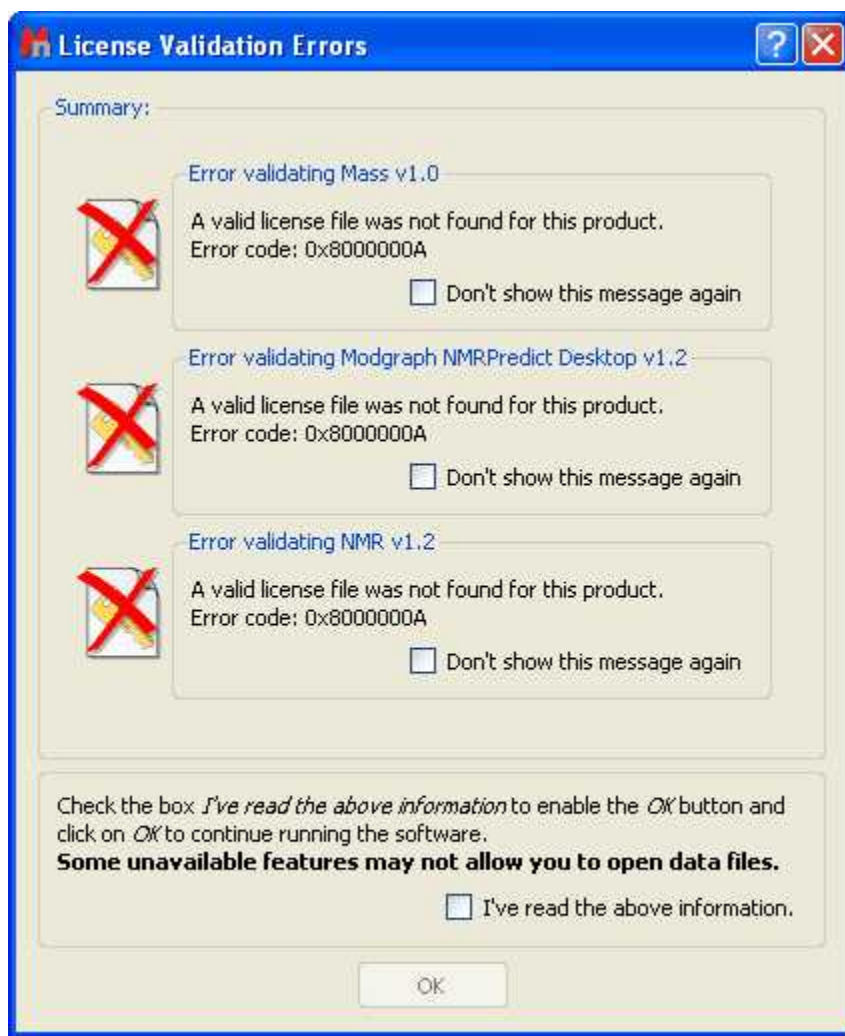 License Validation Errors
Summary:
Error validating Mass v1.0
A valid license file was not found for this product.
Error code: 0x8000000A
Don't show this message again
Error validating Modgraph NMRPredict Desktop v1.2
A valid license file was not found for this product.
Error code: 0x8000000A
Don't show this message again
Error validating NMR v1.2
A valid license file was not found for this product.
Error code: 0x8000000A
Don't show this message again
Check the box I've read the above information to enable the OK button and
click on OK to continue running the software.
Some unavailable features may not allow you to open data files.
I've read the above information.
OK